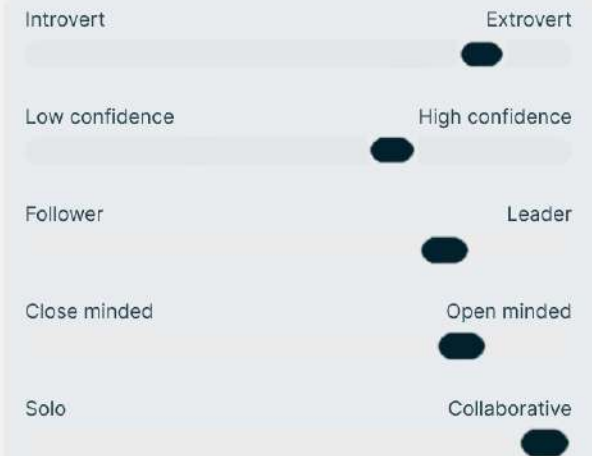 Introvert Extrovert
Low confidence High confidence
Follower Leader
Close minded Open minded
Solo Collaborative